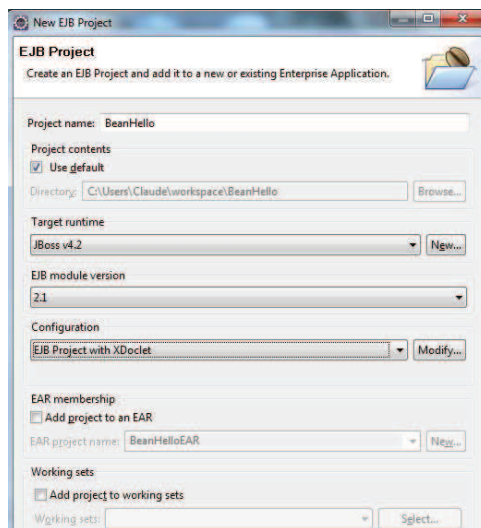 New EJB Project
EJB Project
Create an EJB Project and add it to a new or existing Enterprise Application.
Project name: BeanHello
Project contents
Use default
Directory: C:\Users\Claude\workspace\BeanHello Browse...
Target runtime
JBoss v4.2 New...
EJB module version
2.1
Configuration
EJB Project with XDoclet Modify...
EAR membership
Add project to an EAR
EAR project name: BeanHelloEAR New...
Working sets
Add project to working sets
Working sets: Select...